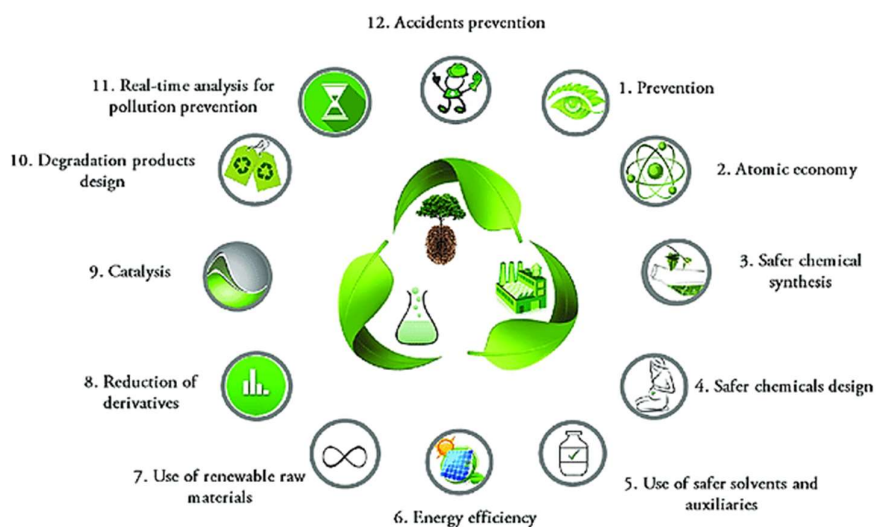 12. Accidents prevention
1. Prevention
2. Atomic economy
3. Safer chemical
synthesis
4. Safer chemicals design
5. Use of safer solvents and
auxiliaries
6. Energy efficiency
7. Use of renewable raw
materials
8. Reduction of
derivatives
9. Catalysis
10. Degradation products
design
11. Real-time analysis for
pollution prevention